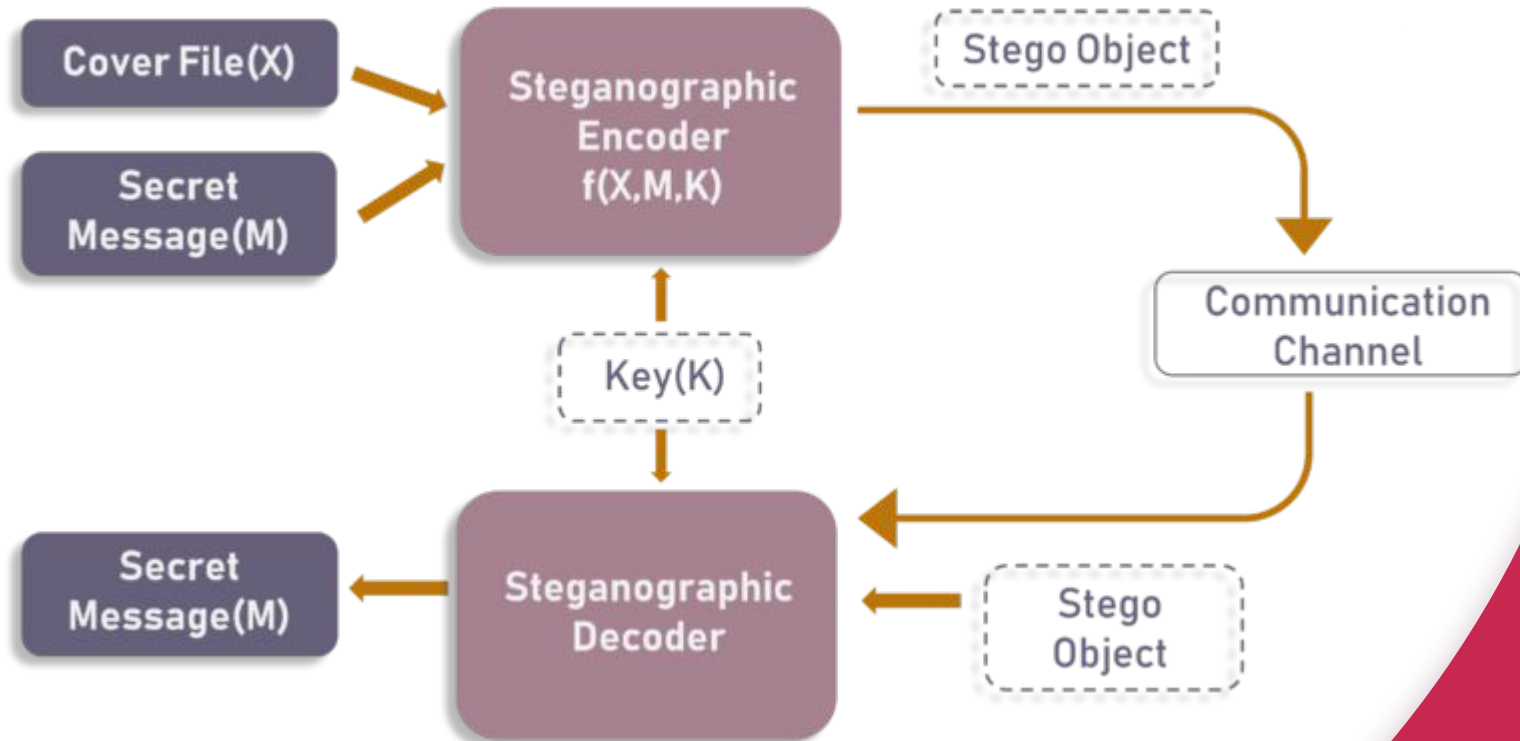 Cover File(X)
Secret
Message(M)
Steganographic
Encoder
f(X,M,K)
Stego Object
Communication
Channel
Key(K)
Secret
Message(M)
Steganographic
Decoder
Stego
Object